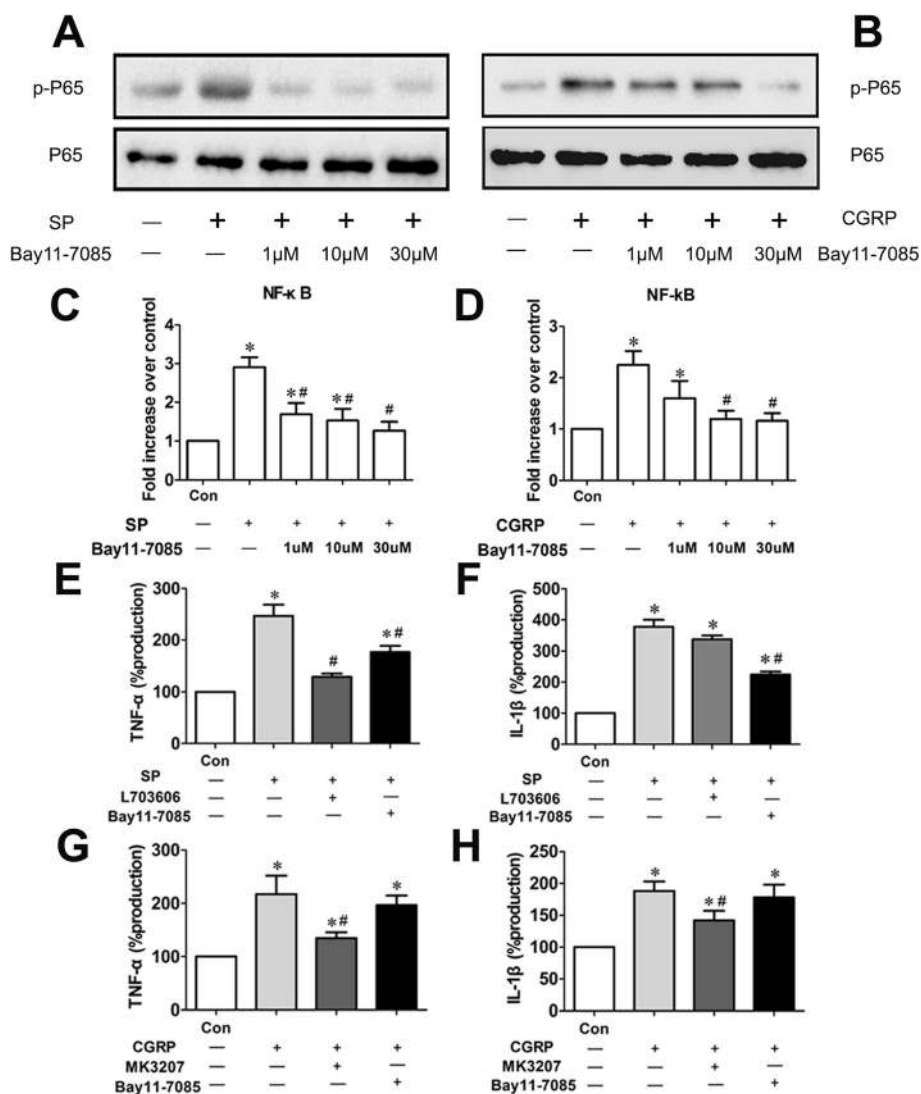 A B
p-P65 p-P65
P65 P65
SP — + + + + — + + + + CGRP
Bay11-7085 — — 1μM 10μM 30μM — — 1μM 10μM 30μM Bay11-7085
C
NF-κ B
Fold increase over control
4
3
2
1
0
*
*#
*#
#
Con
SP — + + + +
Bay11-7085 — — 1uM 10uM 30uM
D
NF-kB
Fold increase over control
3
2
1
0
*
*
#
#
Con
CGRP — + + + +
Bay11-7085 — — 1uM 10uM 30uM
E
TNF-α (%production)
300
200
100
0
*
#
*#
Con
SP — + + +
L703606 — — + —
Bay11-7085 — — — +
F
IL-1β (%production)
500
400
300
200
100
0
*
*
*#
Con
SP — + + +
L703606 — — + —
Bay11-7085 — — — +
G
TNF-α (%production)
300
200
100
0
*
*#
*
Con
CGRP — + + +
MK3207 — — + —
Bay11-7085 — — — +
H
IL-1β (%production)
250
200
150
100
50
0
*
*#
*
Con
CGRP — + + +
MK3207 — — + —
Bay11-7085 — — — +